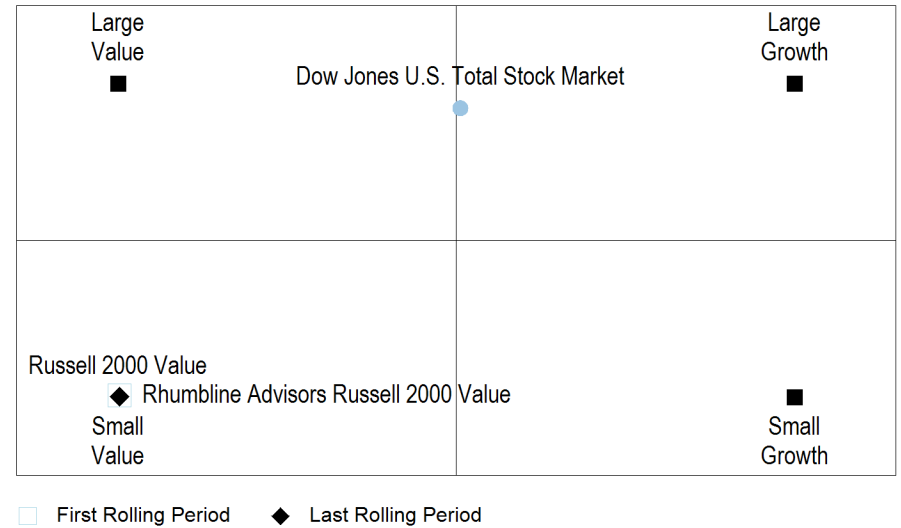 Large
Value
Large
Growth
Dow Jones U.S. Total Stock Market
Russell 2000 Value
Rhumbline Advisors Russell 2000 Value
Small
Value
Small
Growth
First Rolling Period
Last Rolling Period